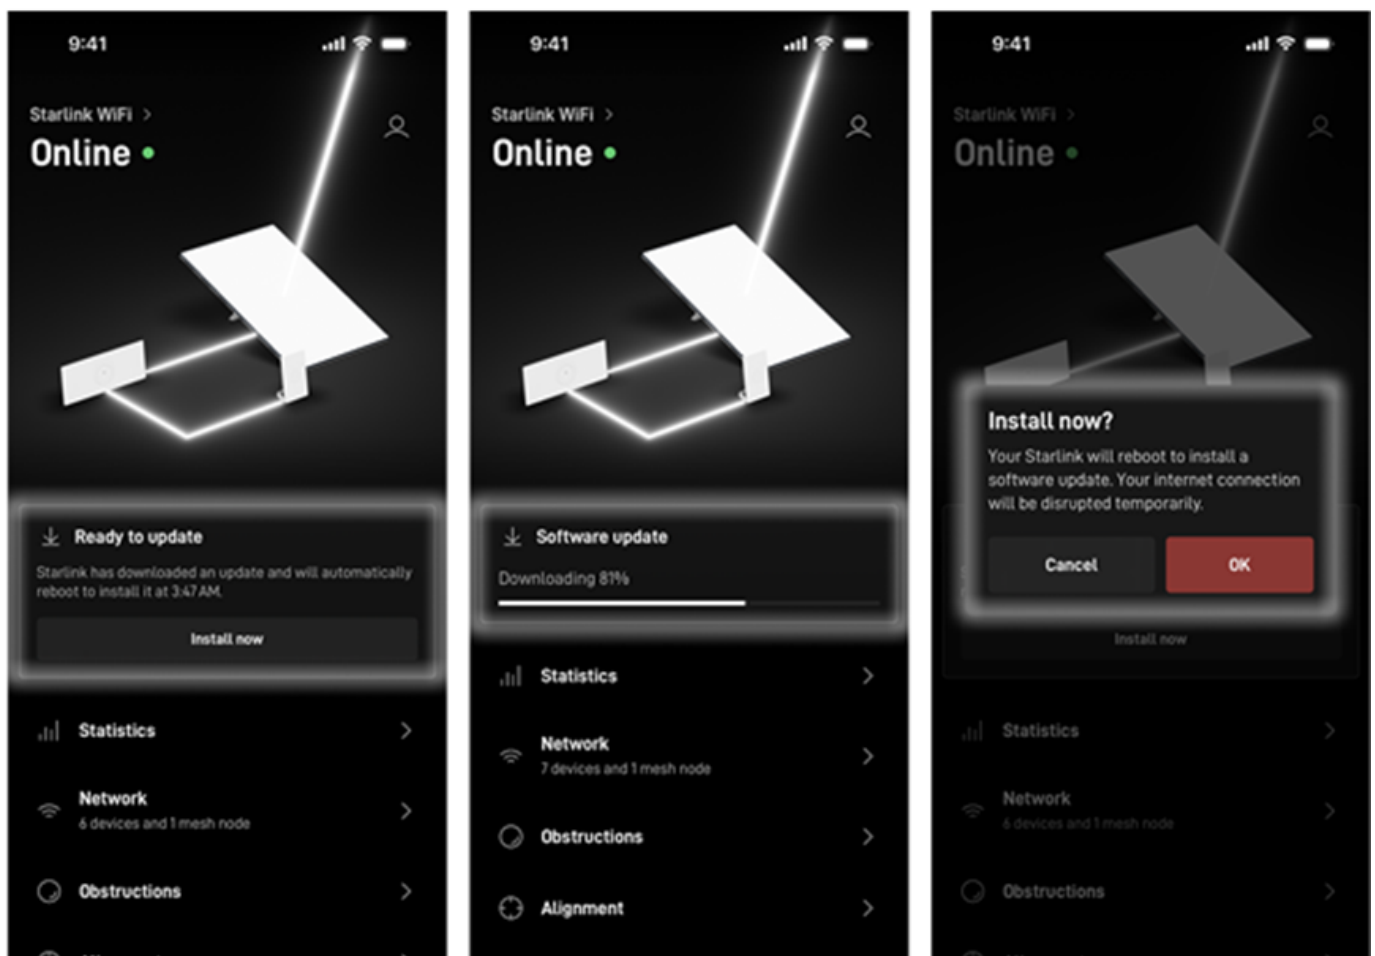 9:41
Starlink WiFi >
Online
Ready to update
Starlink has downloaded an update and will automatically
reboot to install it at 3:47 AM.
Install now
Statistics
Network
6 devices and 1 mesh node
Obstructions
9:41
Starlink WiFi >
Online
Software update
Downloading 81%
Statistics
Network
7 devices and 1 mesh node
Obstructions
Alignment
9:41
Starlink WiFi >
Online
Install now?
Your Starlink will reboot to install a
software update. Your internet connection
will be disrupted temporarily.
Cancel
OK
Install now
Statistics
Network
6 devices and 1 mesh node
Obstructions